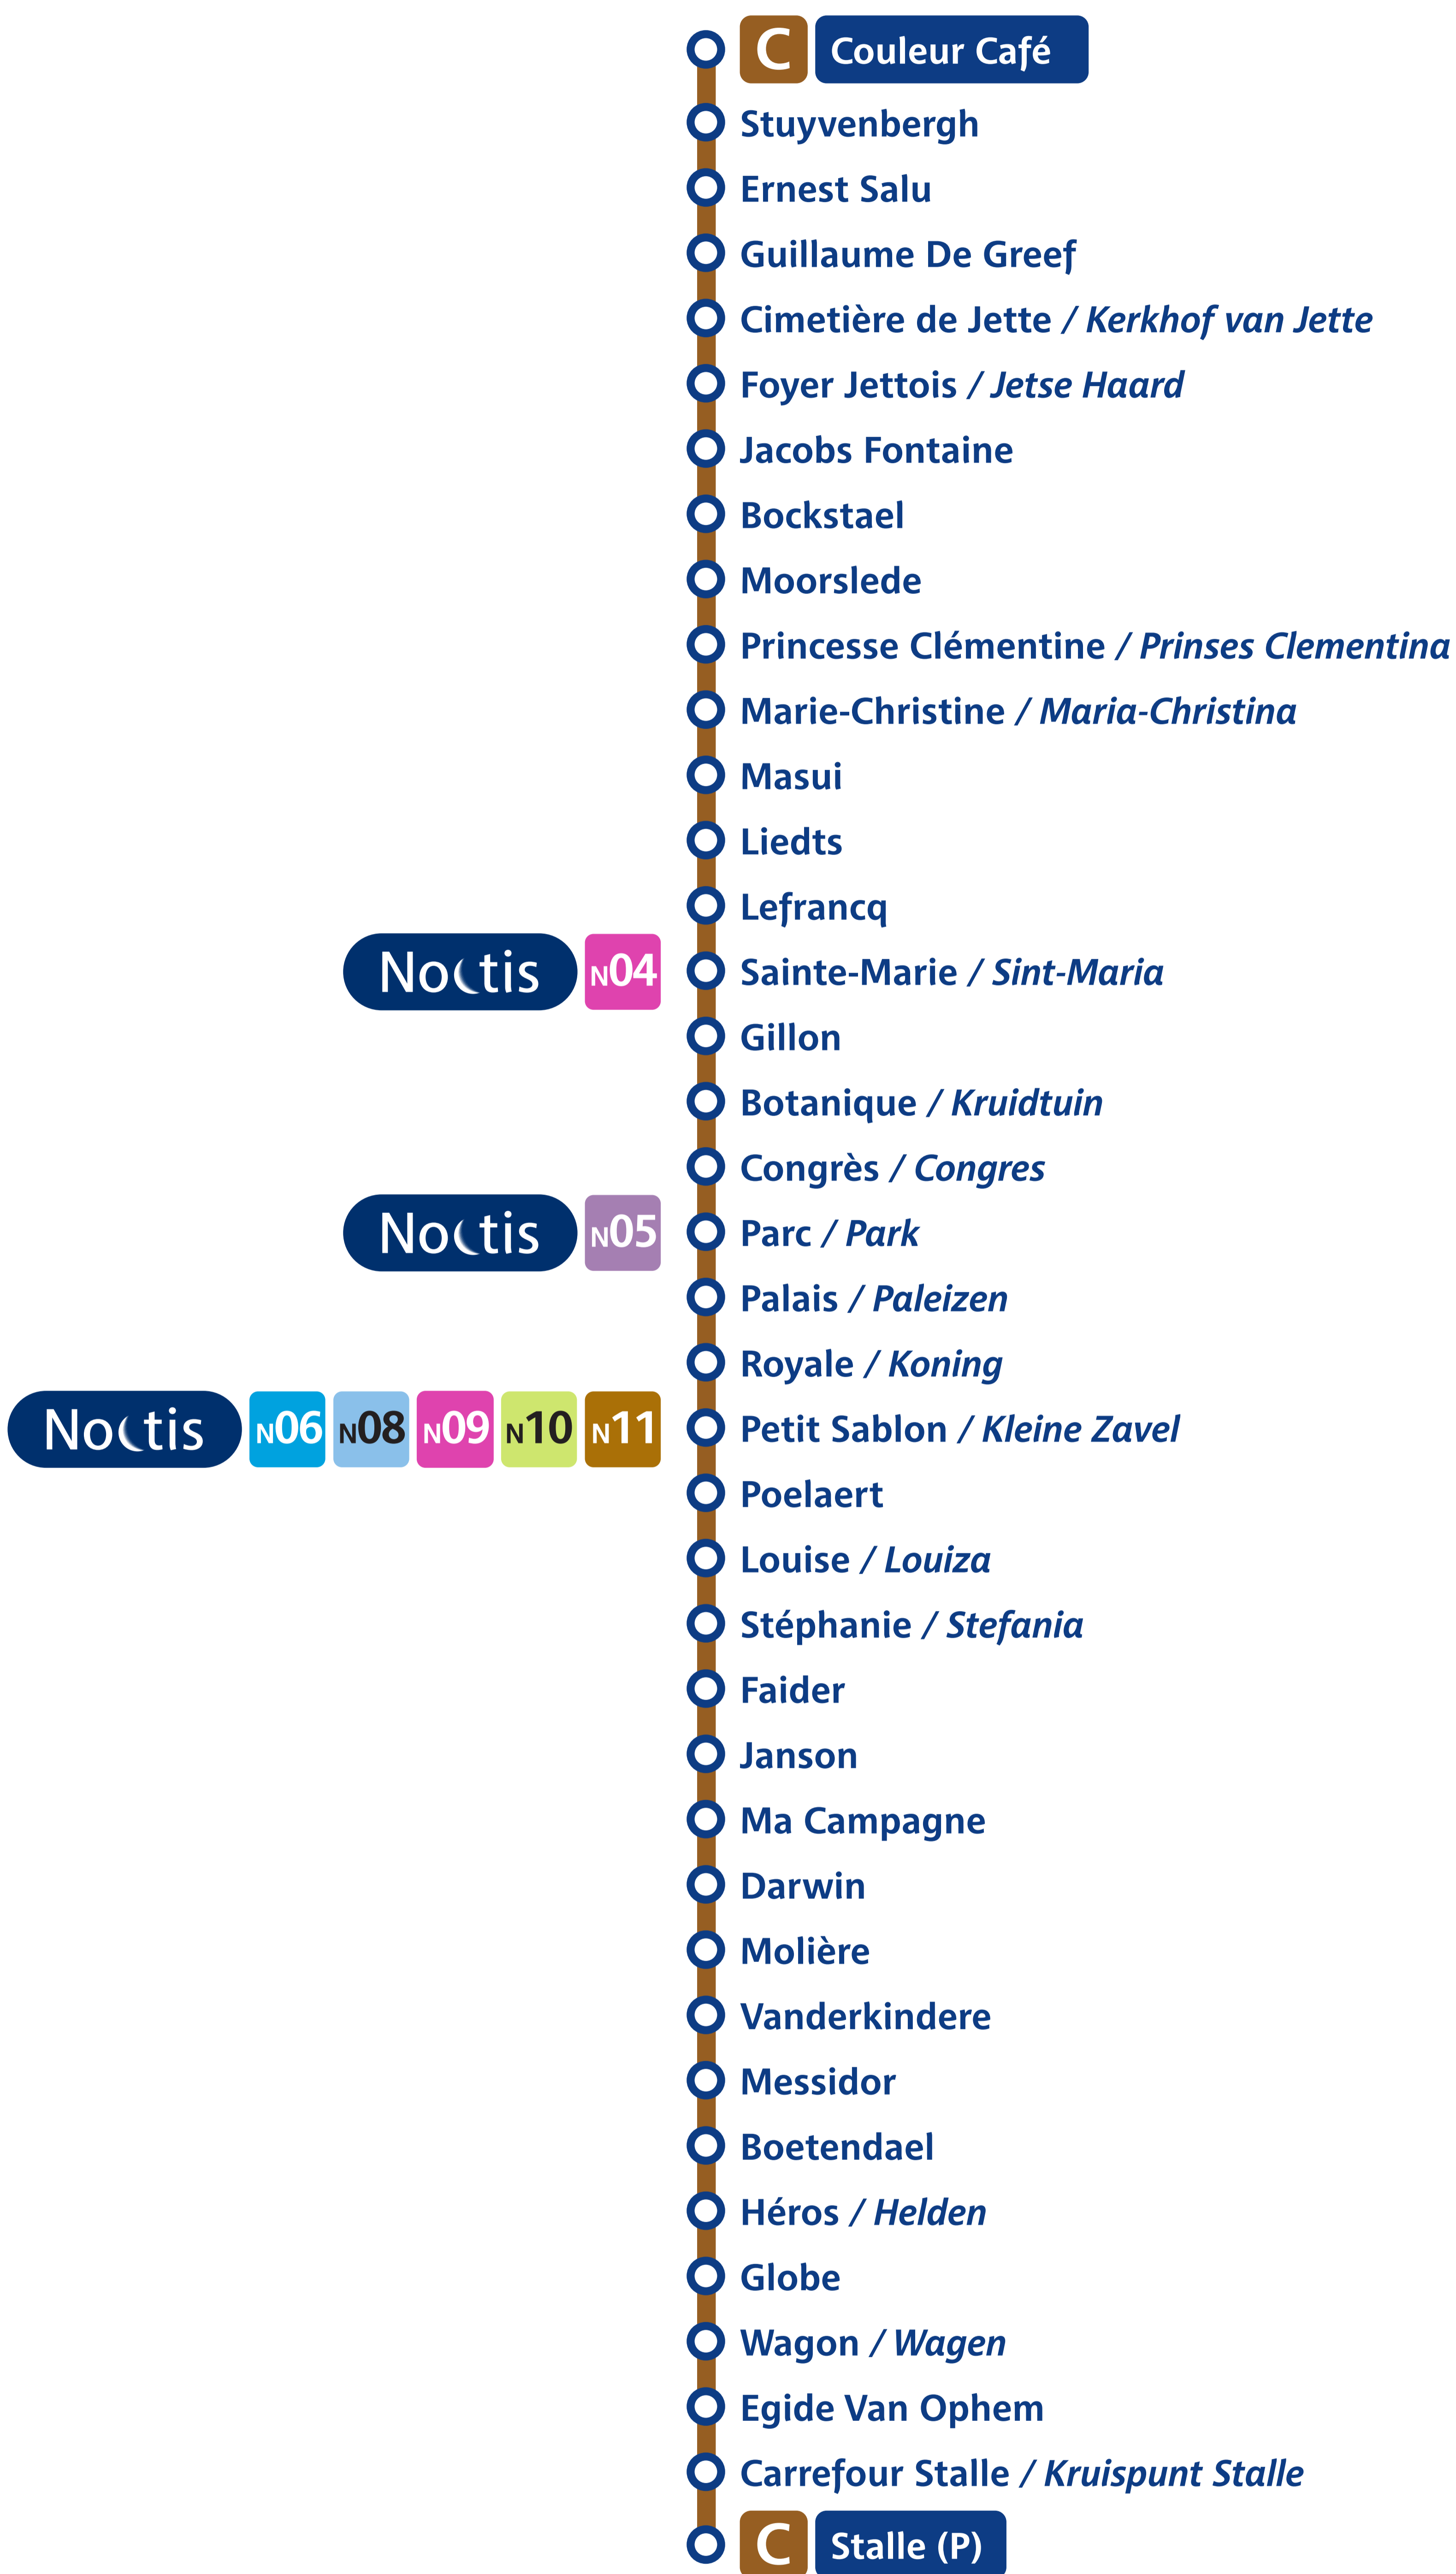 C Couleur Café
Stuyvenbergh
Ernest Salu
Guillaume De Greef
Cimetière de Jette / Kerkhof van Jette
Foyer Jettois / Jetse Haard
Jacobs Fontaine
Bockstael
Moorslede
Princesse Clémentine / Prinses Clementina
Marie-Christine / Maria-Christina
Masui
Liedts
Lefrancq
Noctis N04 Sainte-Marie / Sint-Maria
Gillon
Botanique / Kruidtuin
Congrès / Congres
Noctis N05 Parc / Park
Palais / Paleizen
Royale / Koning
Noctis N06 N08 N09 N10 N11 Petit Sablon / Kleine Zavel
Poelaert
Louise / Louiza
Stéphanie / Stefania
Faider
Janson
Ma Campagne
Darwin
Molière
Vanderkindere
Messidor
Boetendael
Héros / Helden
Globe
Wagon / Wagen
Egide Van Ophem
Carrefour Stalle / Kruispunt Stalle
C Stalle (P)